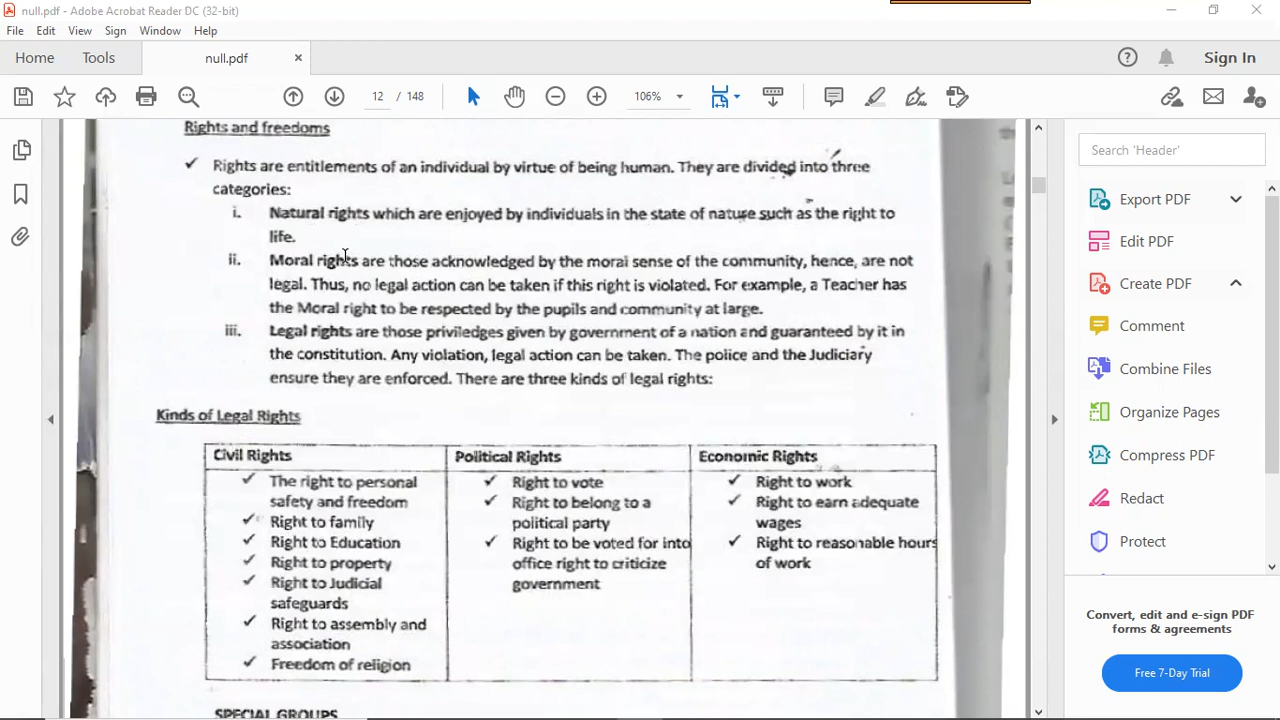 null.pdf - Adobe Acrobat Reader DC (32-bit)
File Edit View Sign Window Help
Home Tools null.pdf × Sign In
12 / 148 106%
Rights and freedoms
✓ Rights are entitlements of an individual by virtue of being human. They are divided into three
categories:
i. Natural rights which are enjoyed by individuals in the state of nature such as the right to
life.
ii. Moral rights are those acknowledged by the moral sense of the community, hence, are not
legal. Thus, no legal action can be taken if this right is violated. For example, a Teacher has
the Moral right to be respected by the pupils and community at large.
iii. Legal rights are those priviledges given by government of a nation and guaranteed by it in
the constitution. Any violation, legal action can be taken. The police and the Judiciary
ensure they are enforced. There are three kinds of legal rights:
Kinds of Legal Rights
Civil Rights
✓ The right to personal
safety and freedom
✓ Right to family
✓ Right to Education
✓ Right to property
✓ Right to Judicial
safeguards
✓ Right to assembly and
association
✓ Freedom of religion
Political Rights
✓ Right to vote
✓ Right to belong to a
political party
✓ Right to be voted for into
office right to criticize
government
Economic Rights
✓ Right to work
✓ Right to earn adequate
wages
✓ Right to reasonable hours
of work
SPECIAL GROUPS
Search 'Header'
Export PDF
Edit PDF
Create PDF
Comment
Combine Files
Organize Pages
Compress PDF
Redact
Protect
Convert, edit and e-sign PDF
forms & agreements
Free 7-Day Trial